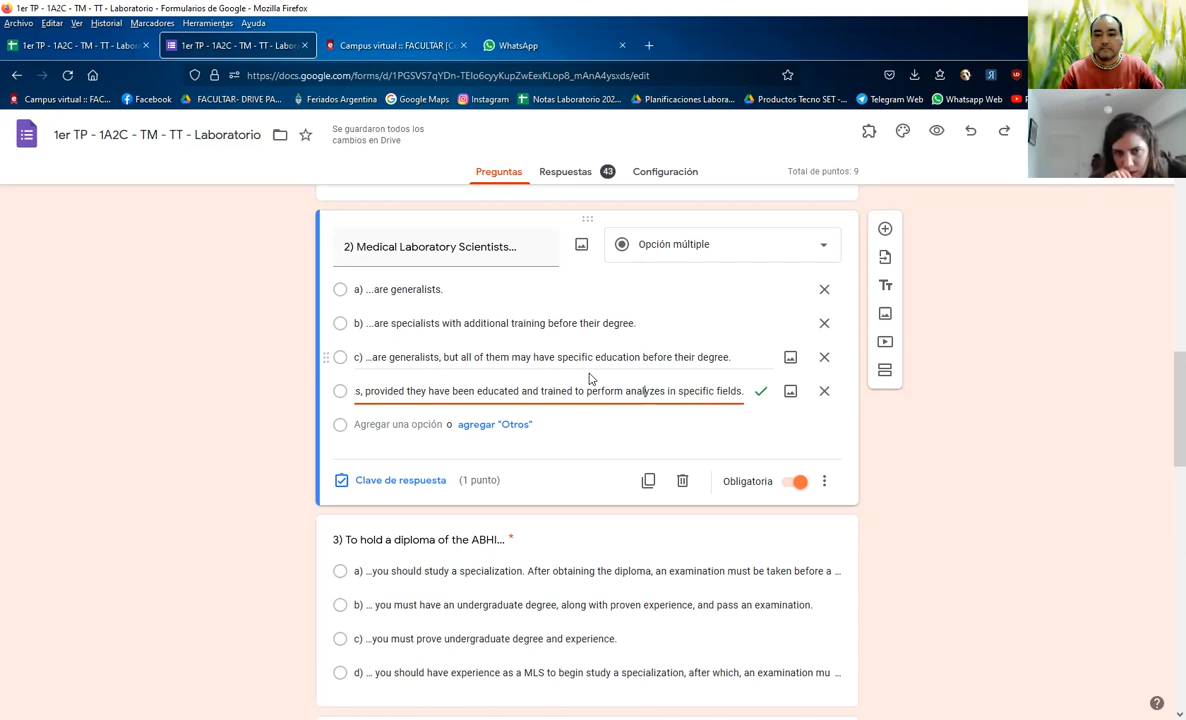 1er TP - 1A2C - TM - TT - Laboratorio - Formularios de Google - Mozilla Firefox
Archivo Editar Ver Historial Marcadores Herramientas Ayuda
1er TP - 1A2C - TM - TT - Labora 1er TP - 1A2C - TM - TT - Labora Campus virtual :: FACULTAR [Co WhatsApp
https://docs.google.com/forms/d/1PGSVS7qYDn-TEIo6cyyKupZwEexKLop8_mAnA4ysxds/edit
Campus virtual :: FAC... Facebook FACULTAR- DRIVE PA... Feriados Argentina Google Maps Instagram Notas Laboratorio 202... Planificaciones Labora... Productos Tecno SET -... Telegram Web Whatsapp Web
1er TP - 1A2C - TM - TT - Laboratorio
Se guardaron todos los
cambios en Drive
Preguntas Respuestas 43 Configuración Total de puntos: 9
2) Medical Laboratory Scientists... Opción múltiple
a) ...are generalists.
b) ...are specialists with additional training before their degree.
c) ...are generalists, but all of them may have specific education before their degree.
s, provided they have been educated and trained to perform analyzes in specific fields.
Agregar una opción o agregar "Otros"
Clave de respuesta (1 punto) Obligatoria
3) To hold a diploma of the ABHI... *
a) ...you should study a specialization. After obtaining the diploma, an examination must be taken before a ...
b) ... you must have an undergraduate degree, along with proven experience, and pass an examination.
c) ...you must prove undergraduate degree and experience.
d) ... you should have experience as a MLS to begin study a specialization, after which, an examination mu ...